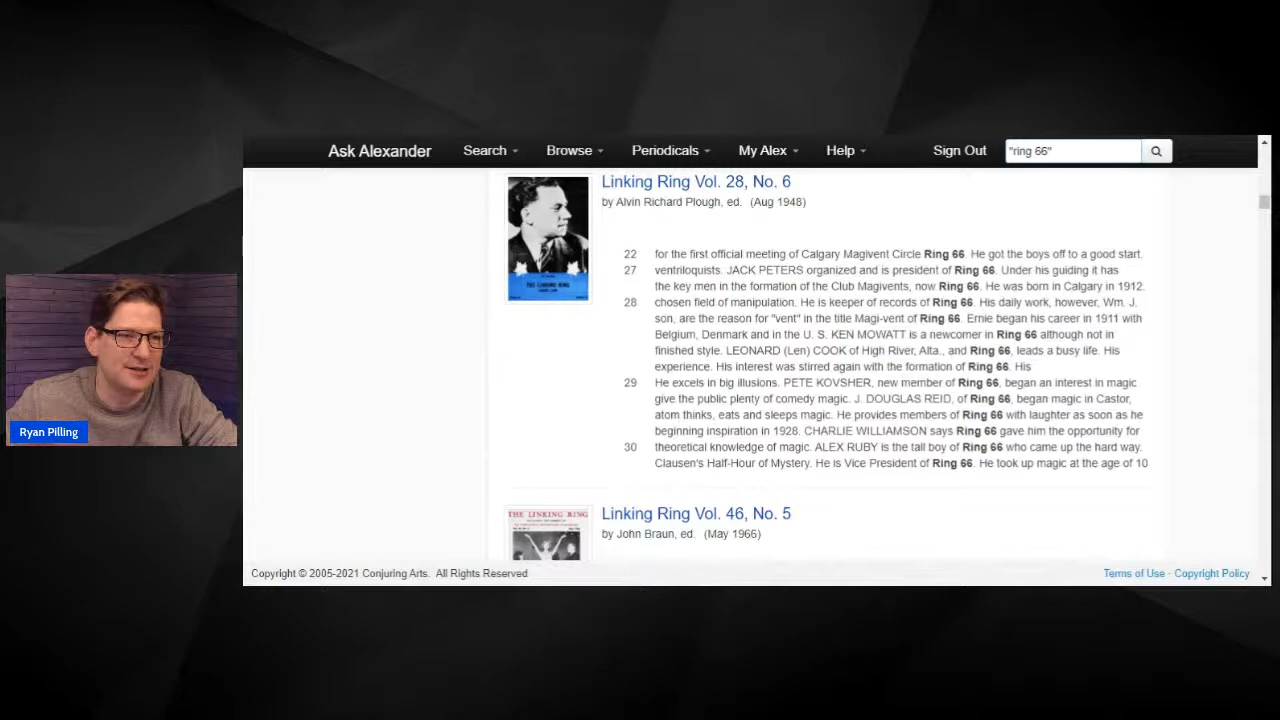 Ask Alexander Search Browse Periodicals My Alex Help Sign Out "ring 66"
Linking Ring Vol. 28, No. 6
by Alvin Richard Plough, ed. (Aug 1948)
22 for the first official meeting of Calgary Magivent Circle Ring 66. He got the boys off to a good start.
27 ventriloquists. JACK PETERS organized and is president of Ring 66. Under his guiding it has
the key men in the formation of the Club Magivents, now Ring 66. He was born in Calgary in 1912.
28 chosen field of manipulation. He is keeper of records of Ring 66. His daily work, however, Wm. J.
son, are the reason for "vent" in the title Magi-vent of Ring 66. Ernie began his career in 1911 with
Belgium, Denmark and in the U. S. KEN MOWATT is a newcomer in Ring 66 although not in
finished style. LEONARD (Len) COOK of High River, Alta., and Ring 66, leads a busy life. His
experience. His interest was stirred again with the formation of Ring 66. His
29 He excels in big illusions. PETE KOVSHER, new member of Ring 66, began an interest in magic
give the public plenty of comedy magic. J. DOUGLAS REID, of Ring 66, began magic in Castor,
atom thinks, eats and sleeps magic. He provides members of Ring 66 with laughter as soon as he
beginning inspiration in 1928. CHARLIE WILLIAMSON says Ring 66 gave him the opportunity for
30 theoretical knowledge of magic. ALEX RUBY is the tall boy of Ring 66 who came up the hard way.
Clausen's Half-Hour of Mystery. He is Vice President of Ring 66. He took up magic at the age of 10
THE LINKING RING
Ryan Pilling
THE LINKING RING
Linking Ring Vol. 46, No. 5
by John Braun, ed. (May 1966)
Copyright © 2005-2021 Conjuring Arts. All Rights Reserved
Terms of Use · Copyright Policy